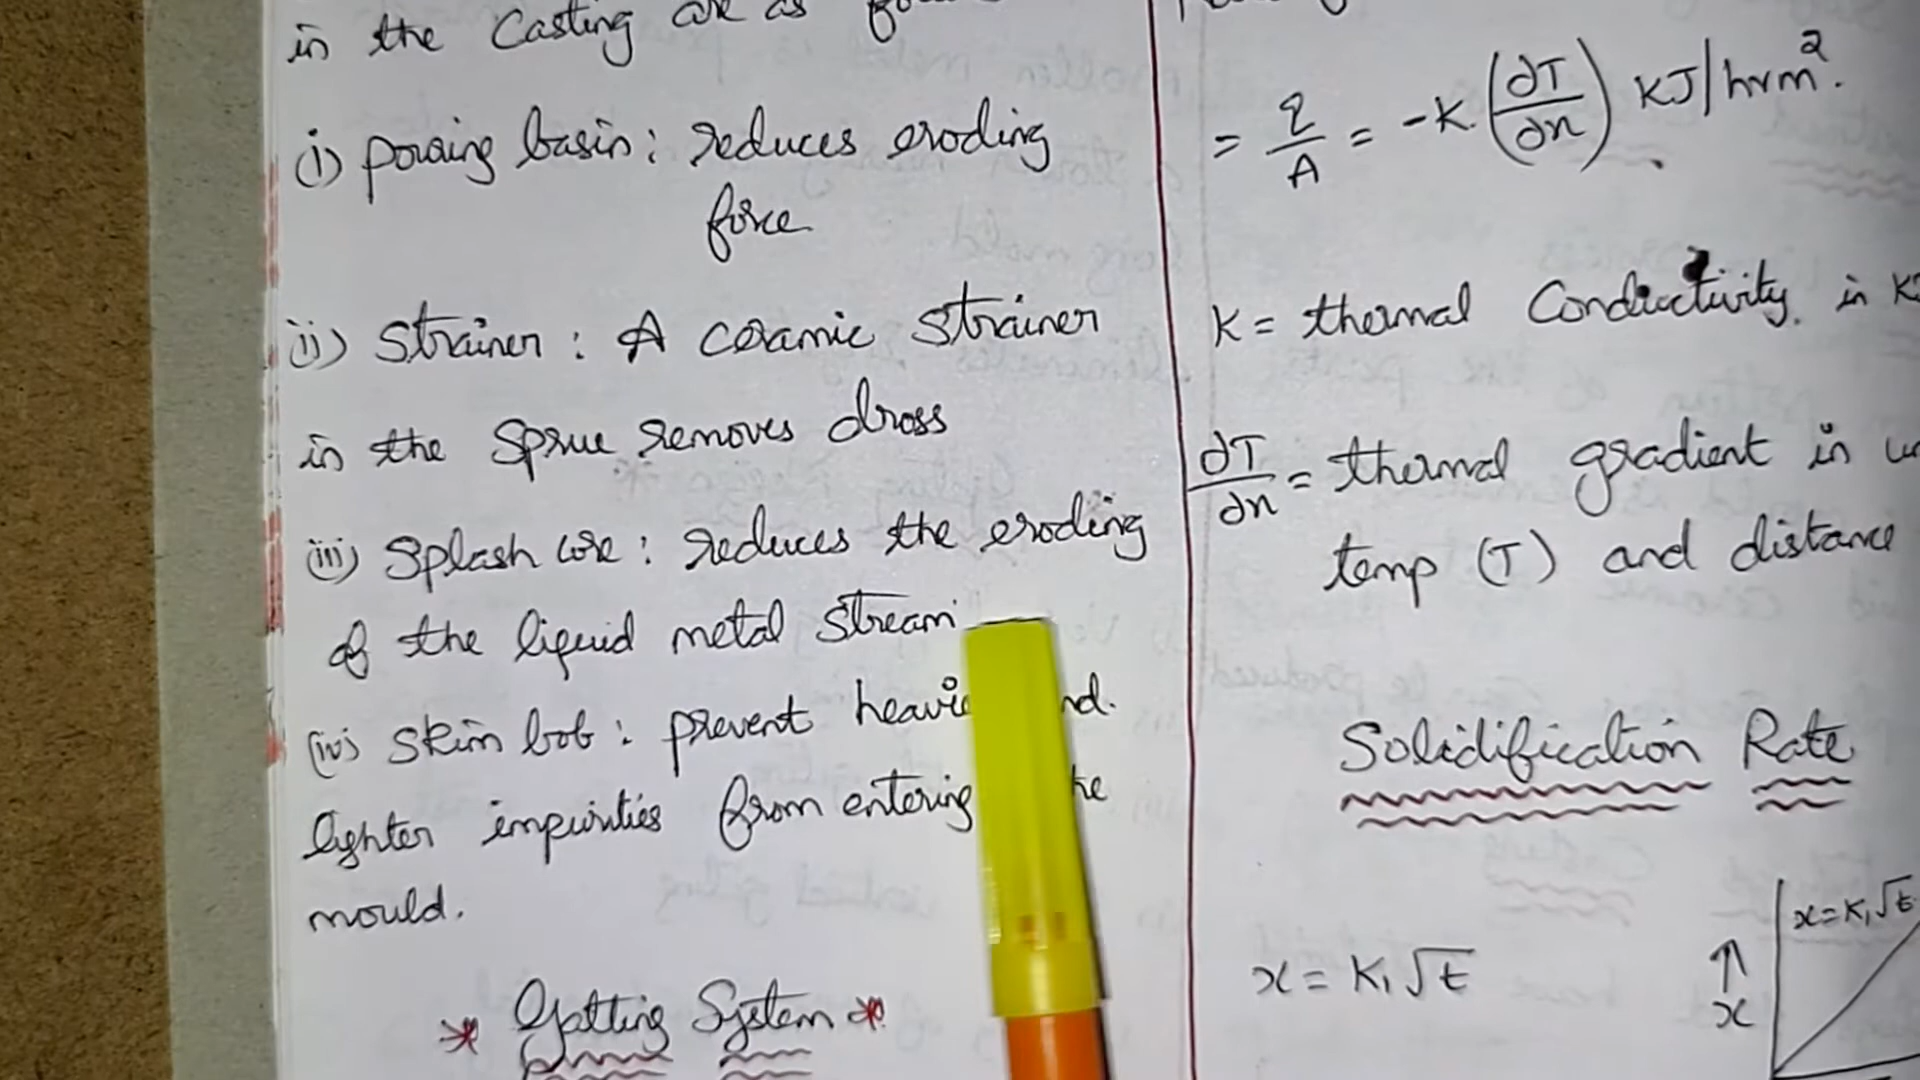 in the Casting are as
(i) pouring basin: reduces eroding
force
ii) Strainer: A ceramic Strainer
in the Sprue removes dross
(iii) Splash core: reduces the eroding
of the liquid metal Stream
(iv) Skim bob: prevent
lighter impurities from entering
mould.
* Gatting System *
= q/A = -K (∂T/∂n) KJ/hrm².
K = thermal Conductivity in
∂T/∂n = thermal gradient in
temp (T) and distance
Solidification Rate
x = K₁√t
x = K₁√t
↑
x